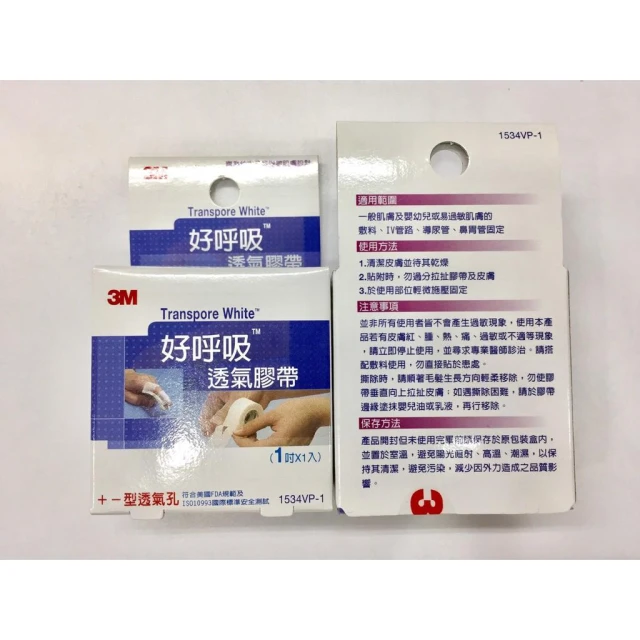 3M
Transpore White™
好呼吸
透氣膠帶
3M
Transpore White™
好呼吸™
透氣膠帶
(1吋X1入)
十一型透氣孔
符合美國FDA規範及
ISO10993國際標準安全測試
1534VP-1
1534VP-1
適用範圍
一般肌膚及嬰幼兒或易過敏肌膚的
敷料、IV管路、導尿管、鼻胃管固定
使用方法
1.清潔皮膚並待其乾燥
2.貼附時，勿過分拉扯膠帶及皮膚
3.於使用部位輕微施壓固定
注意事項
並非所有使用者皆不會產生過敏現象，使用本產
品若有皮膚紅、腫、熱、痛、過敏或不適等現象
，請立即停止使用，並尋求專業醫師診治。請搭
配敷料使用，勿直接貼於患處。
撕除時，請順著毛髮生長方向輕柔移除，勿使膠
帶垂直向上拉扯皮膚，如遇撕除困難，請於膠帶
邊緣塗抹嬰兒油或乳液，再行移除。
保存方法
產品開封但未使用完畢前請保存於原包裝盒內，
並置於室溫，避免陽光照射、高溫、潮濕，以保
持其清潔，避免污染，減少因外力造成之品質影
響。